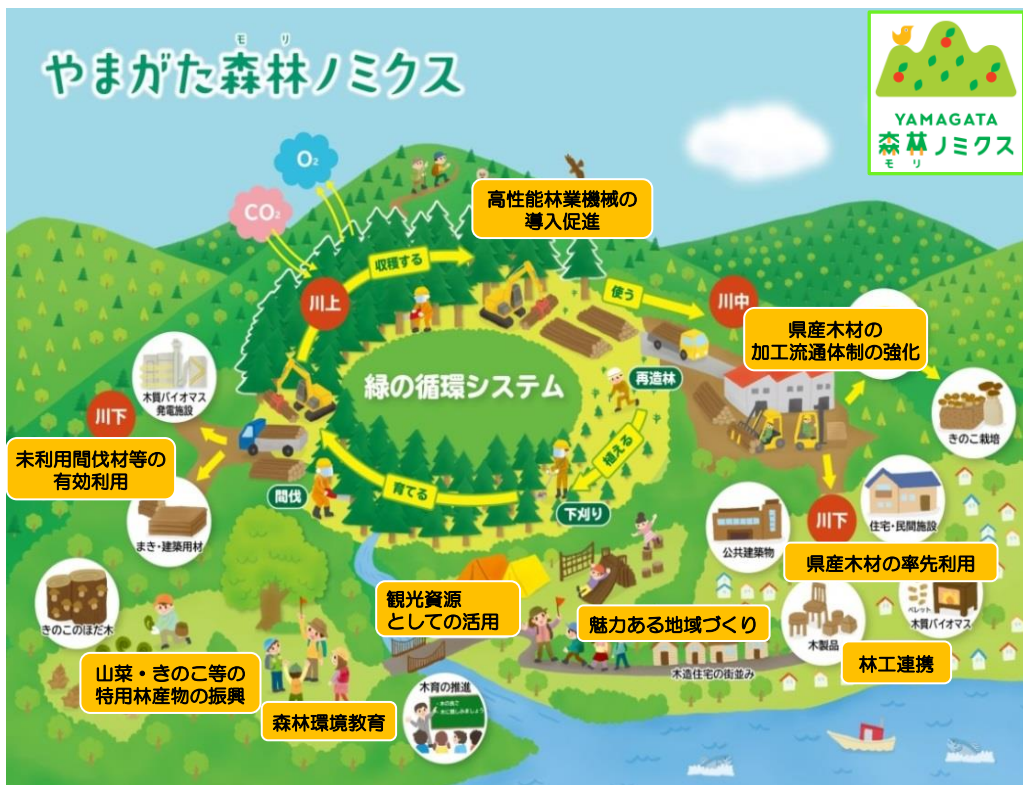 モリ
やまがた森林ノミクス
YAMAGATA
森林ノミクス
モリ
O₂
CO₂
高性能林業機械の
導入促進
収穫する
川上
使う
川中
県産木材の
加工流通体制の強化
木質バイオマス
発電施設
緑の循環システム
再造林
きのこ栽培
川下
未利用間伐材等の
有効利用
植える
育てる
間伐
下刈り
まき・建築用材
公共建築物
川下
住宅・民間施設
県産木材の率先利用
きのこのほだ木
観光資源
としての活用
魅力ある地域づくり
木製品
ペレット
木質バイオマス
林工連携
木造住宅の街並み
山菜・きのこ等の
特用林産物の振興
森林環境教育
木育の推進